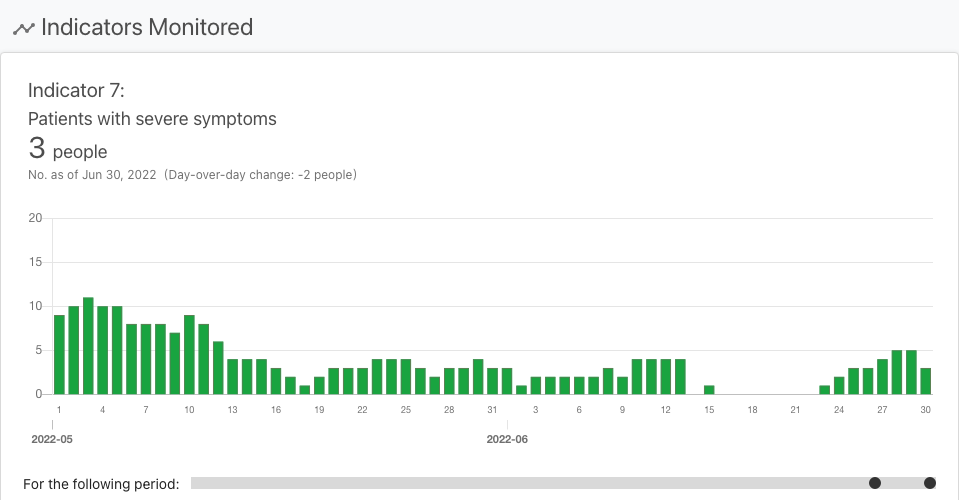 Indicators Monitored
Indicator 7:
Patients with severe symptoms
3 people
No. as of Jun 30, 2022 (Day-over-day change: -2 people)
20
15
10
5
0
1 4 7 10 13 16 19 22 25 28 31 3 6 9 12 15 18 21 24 27 30
2022-05 2022-06
For the following period: